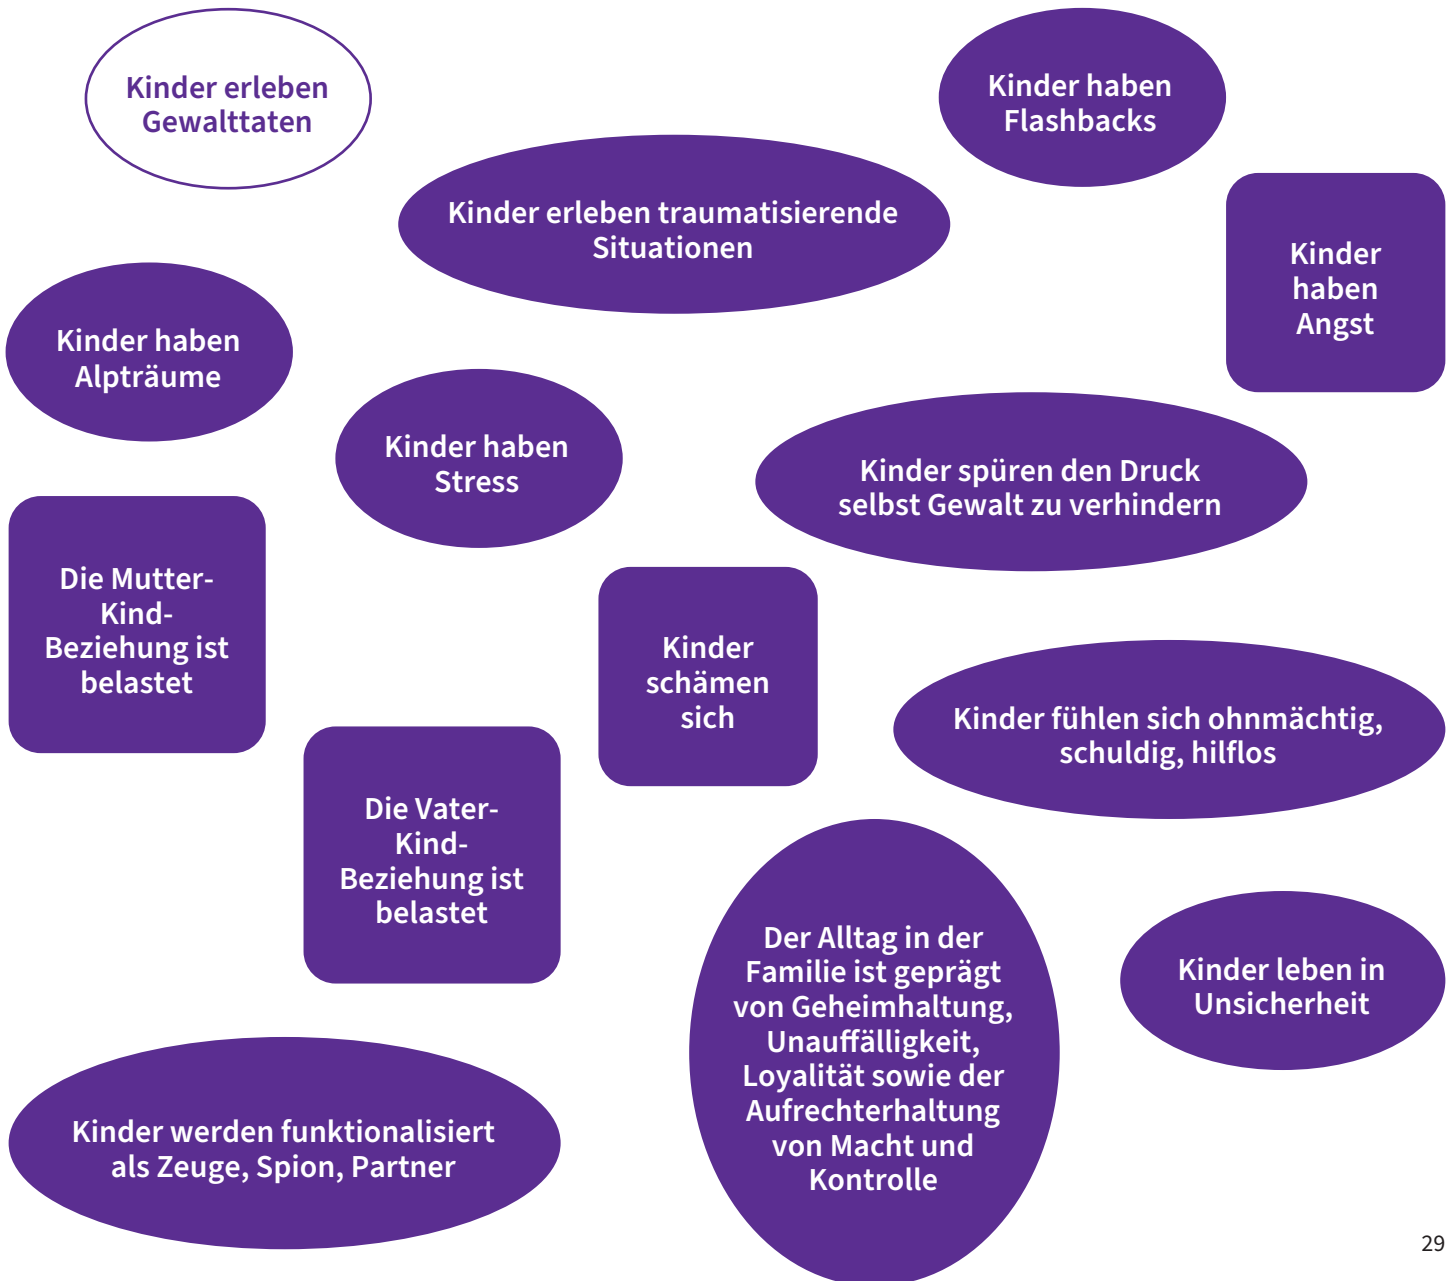 Kinder erleben
Gewalttaten
Kinder haben
Flashbacks
Kinder erleben traumatisierende
Situationen
Kinder
haben
Angst
Kinder haben
Alpträume
Kinder haben
Stress
Kinder spüren den Druck
selbst Gewalt zu verhindern
Die Mutter-
Kind-
Beziehung ist
belastet
Kinder
schämen
sich
Kinder fühlen sich ohnmächtig,
schuldig, hilflos
Die Vater-
Kind-
Beziehung ist
belastet
Der Alltag in der
Familie ist geprägt
von Geheimhaltung,
Unauffälligkeit,
Loyalität sowie der
Aufrechterhaltung
von Macht und
Kontrolle
Kinder leben in
Unsicherheit
Kinder werden funktionalisiert
als Zeuge, Spion, Partner
29